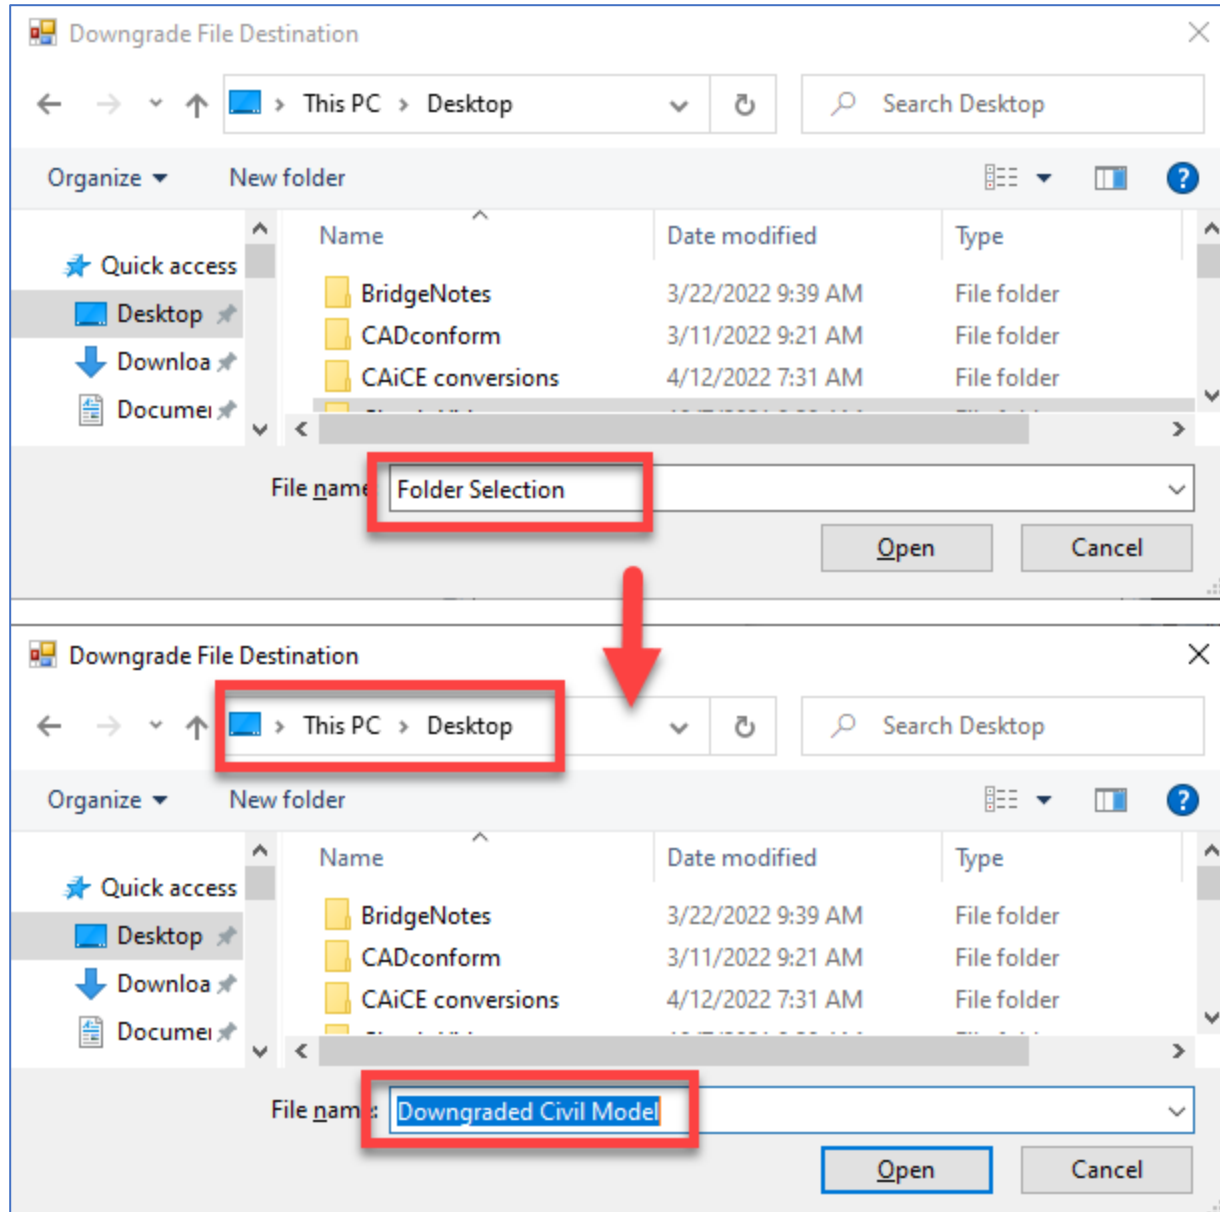 Downgrade File Destination
This PC > Desktop
Search Desktop
Organize
New folder
Name
Date modified
Type
Quick access
Desktop
Downloa
Documer
BridgeNotes 3/22/2022 9:39 AM File folder
CADconform 3/11/2022 9:21 AM File folder
CAiCE conversions 4/12/2022 7:31 AM File folder
File name
Folder Selection
Open
Cancel
Downgrade File Destination
This PC > Desktop
Search Desktop
Organize
New folder
Name
Date modified
Type
Quick access
Desktop
Downloa
Documer
BridgeNotes 3/22/2022 9:39 AM File folder
CADconform 3/11/2022 9:21 AM File folder
CAiCE conversions 4/12/2022 7:31 AM File folder
File name:
Downgraded Civil Model
Open
Cancel